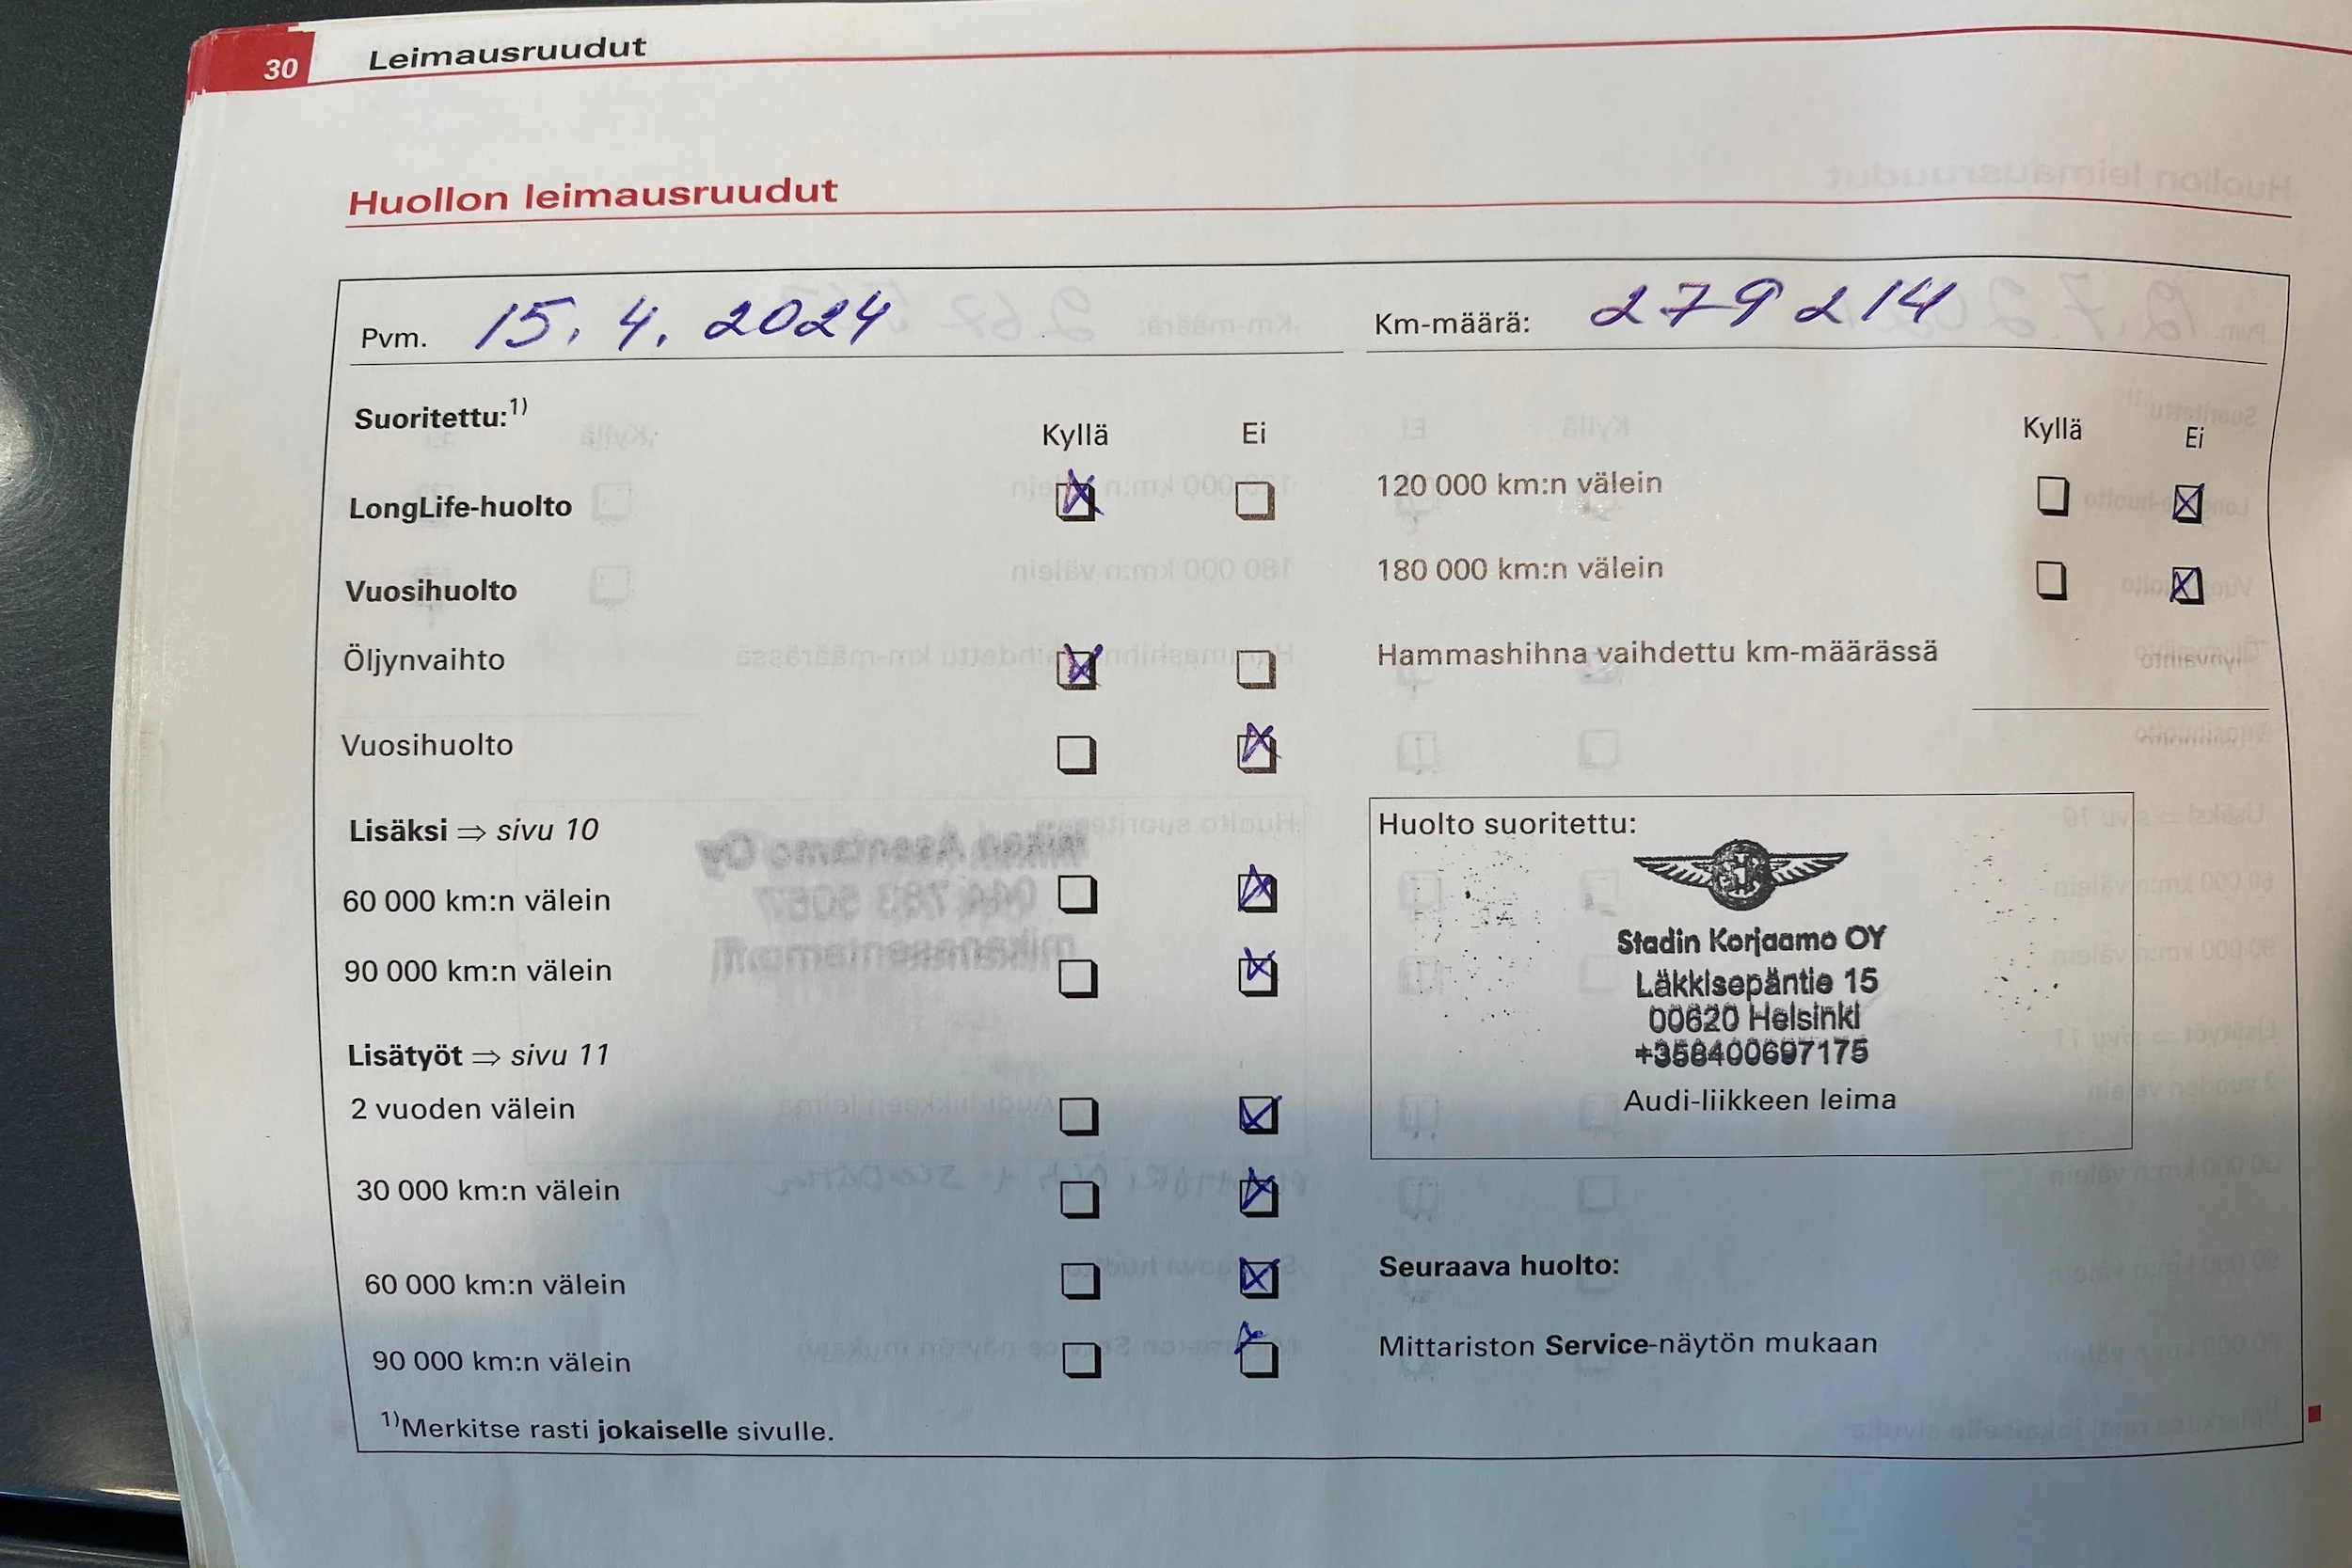 30 Leimausruudut
Huollon leimausruudut
Pvm. 15.4.2024
Km-määrä: 279 214
Suoritettu:1)
Kyllä Ei
LongLife-huolto
Vuosihuolto
Öljynvaihto
Vuosihuolto
Lisäksi ⇒ sivu 10
60 000 km:n välein
90 000 km:n välein
Lisätyöt ⇒ sivu 11
2 vuoden välein
30 000 km:n välein
60 000 km:n välein
90 000 km:n välein
1)Merkitse rasti jokaiselle sivulle.
Kyllä Ei
120 000 km:n välein
180 000 km:n välein
Hammashihna vaihdettu km-määrässä
Huolto suoritettu:
Stadin Korjaamo OY
Läkkisepäntie 15
00620 Helsinki
+358400697175
Audi-liikkeen leima
Seuraava huolto:
Mittariston Service-näytön mukaan